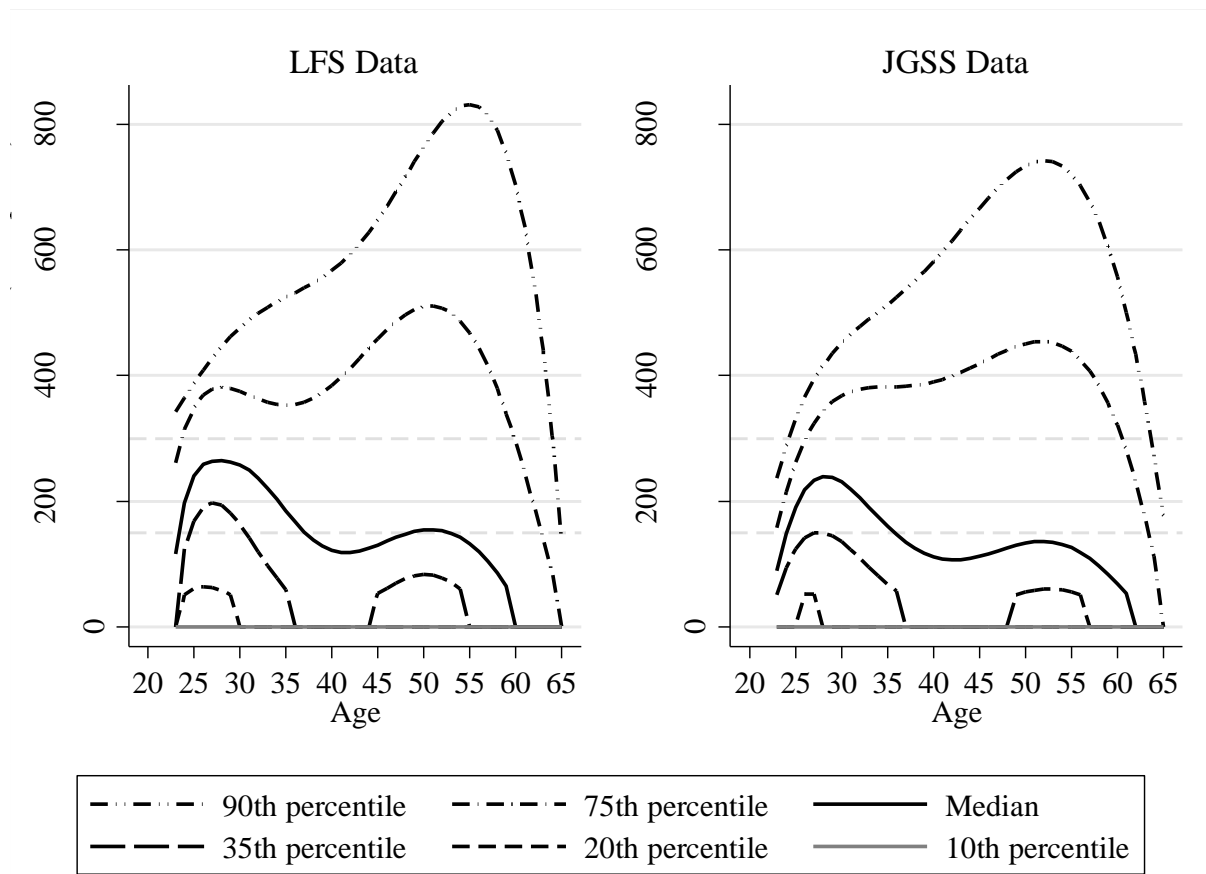 LFS Data
0 200 400 600 800
20 25 30 35 40 45 50 55 60 65
Age
JGSS Data
0 200 400 600 800
20 25 30 35 40 45 50 55 60 65
Age
90th percentile 75th percentile Median
35th percentile 20th percentile 10th percentile